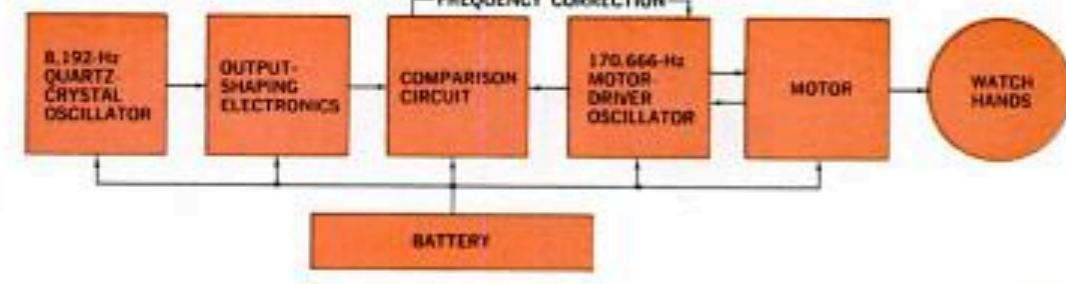 FREQUENCY CORRECTION
8,192-Hz
QUARTZ-
CRYSTAL
OSCILLATOR
OUTPUT-
SHAPING
ELECTRONICS
COMPARISON
CIRCUIT
170.666-Hz
MOTOR-
DRIVER
OSCILLATOR
MOTOR
WATCH
HANDS
BATTERY